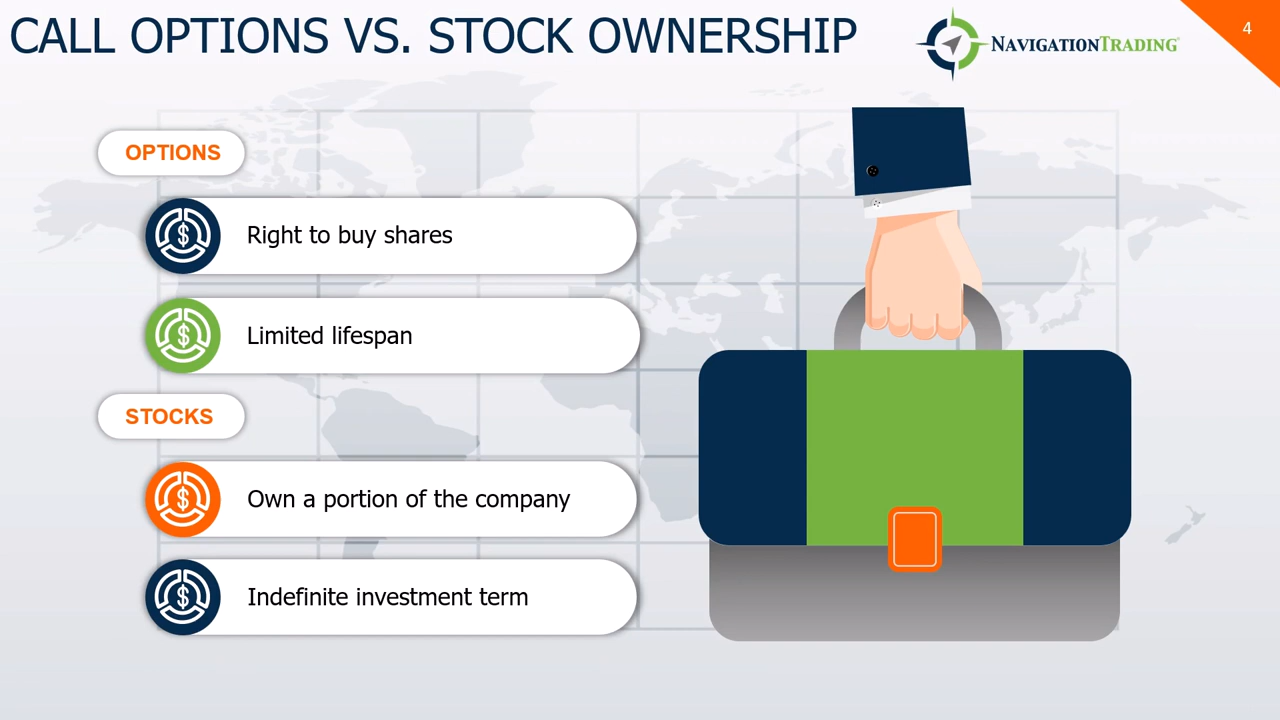 CALL OPTIONS VS. STOCK OWNERSHIP
NAVIGATIONTRADING®
4
OPTIONS
$ Right to buy shares
$ Limited lifespan
STOCKS
$ Own a portion of the company
$ Indefinite investment term